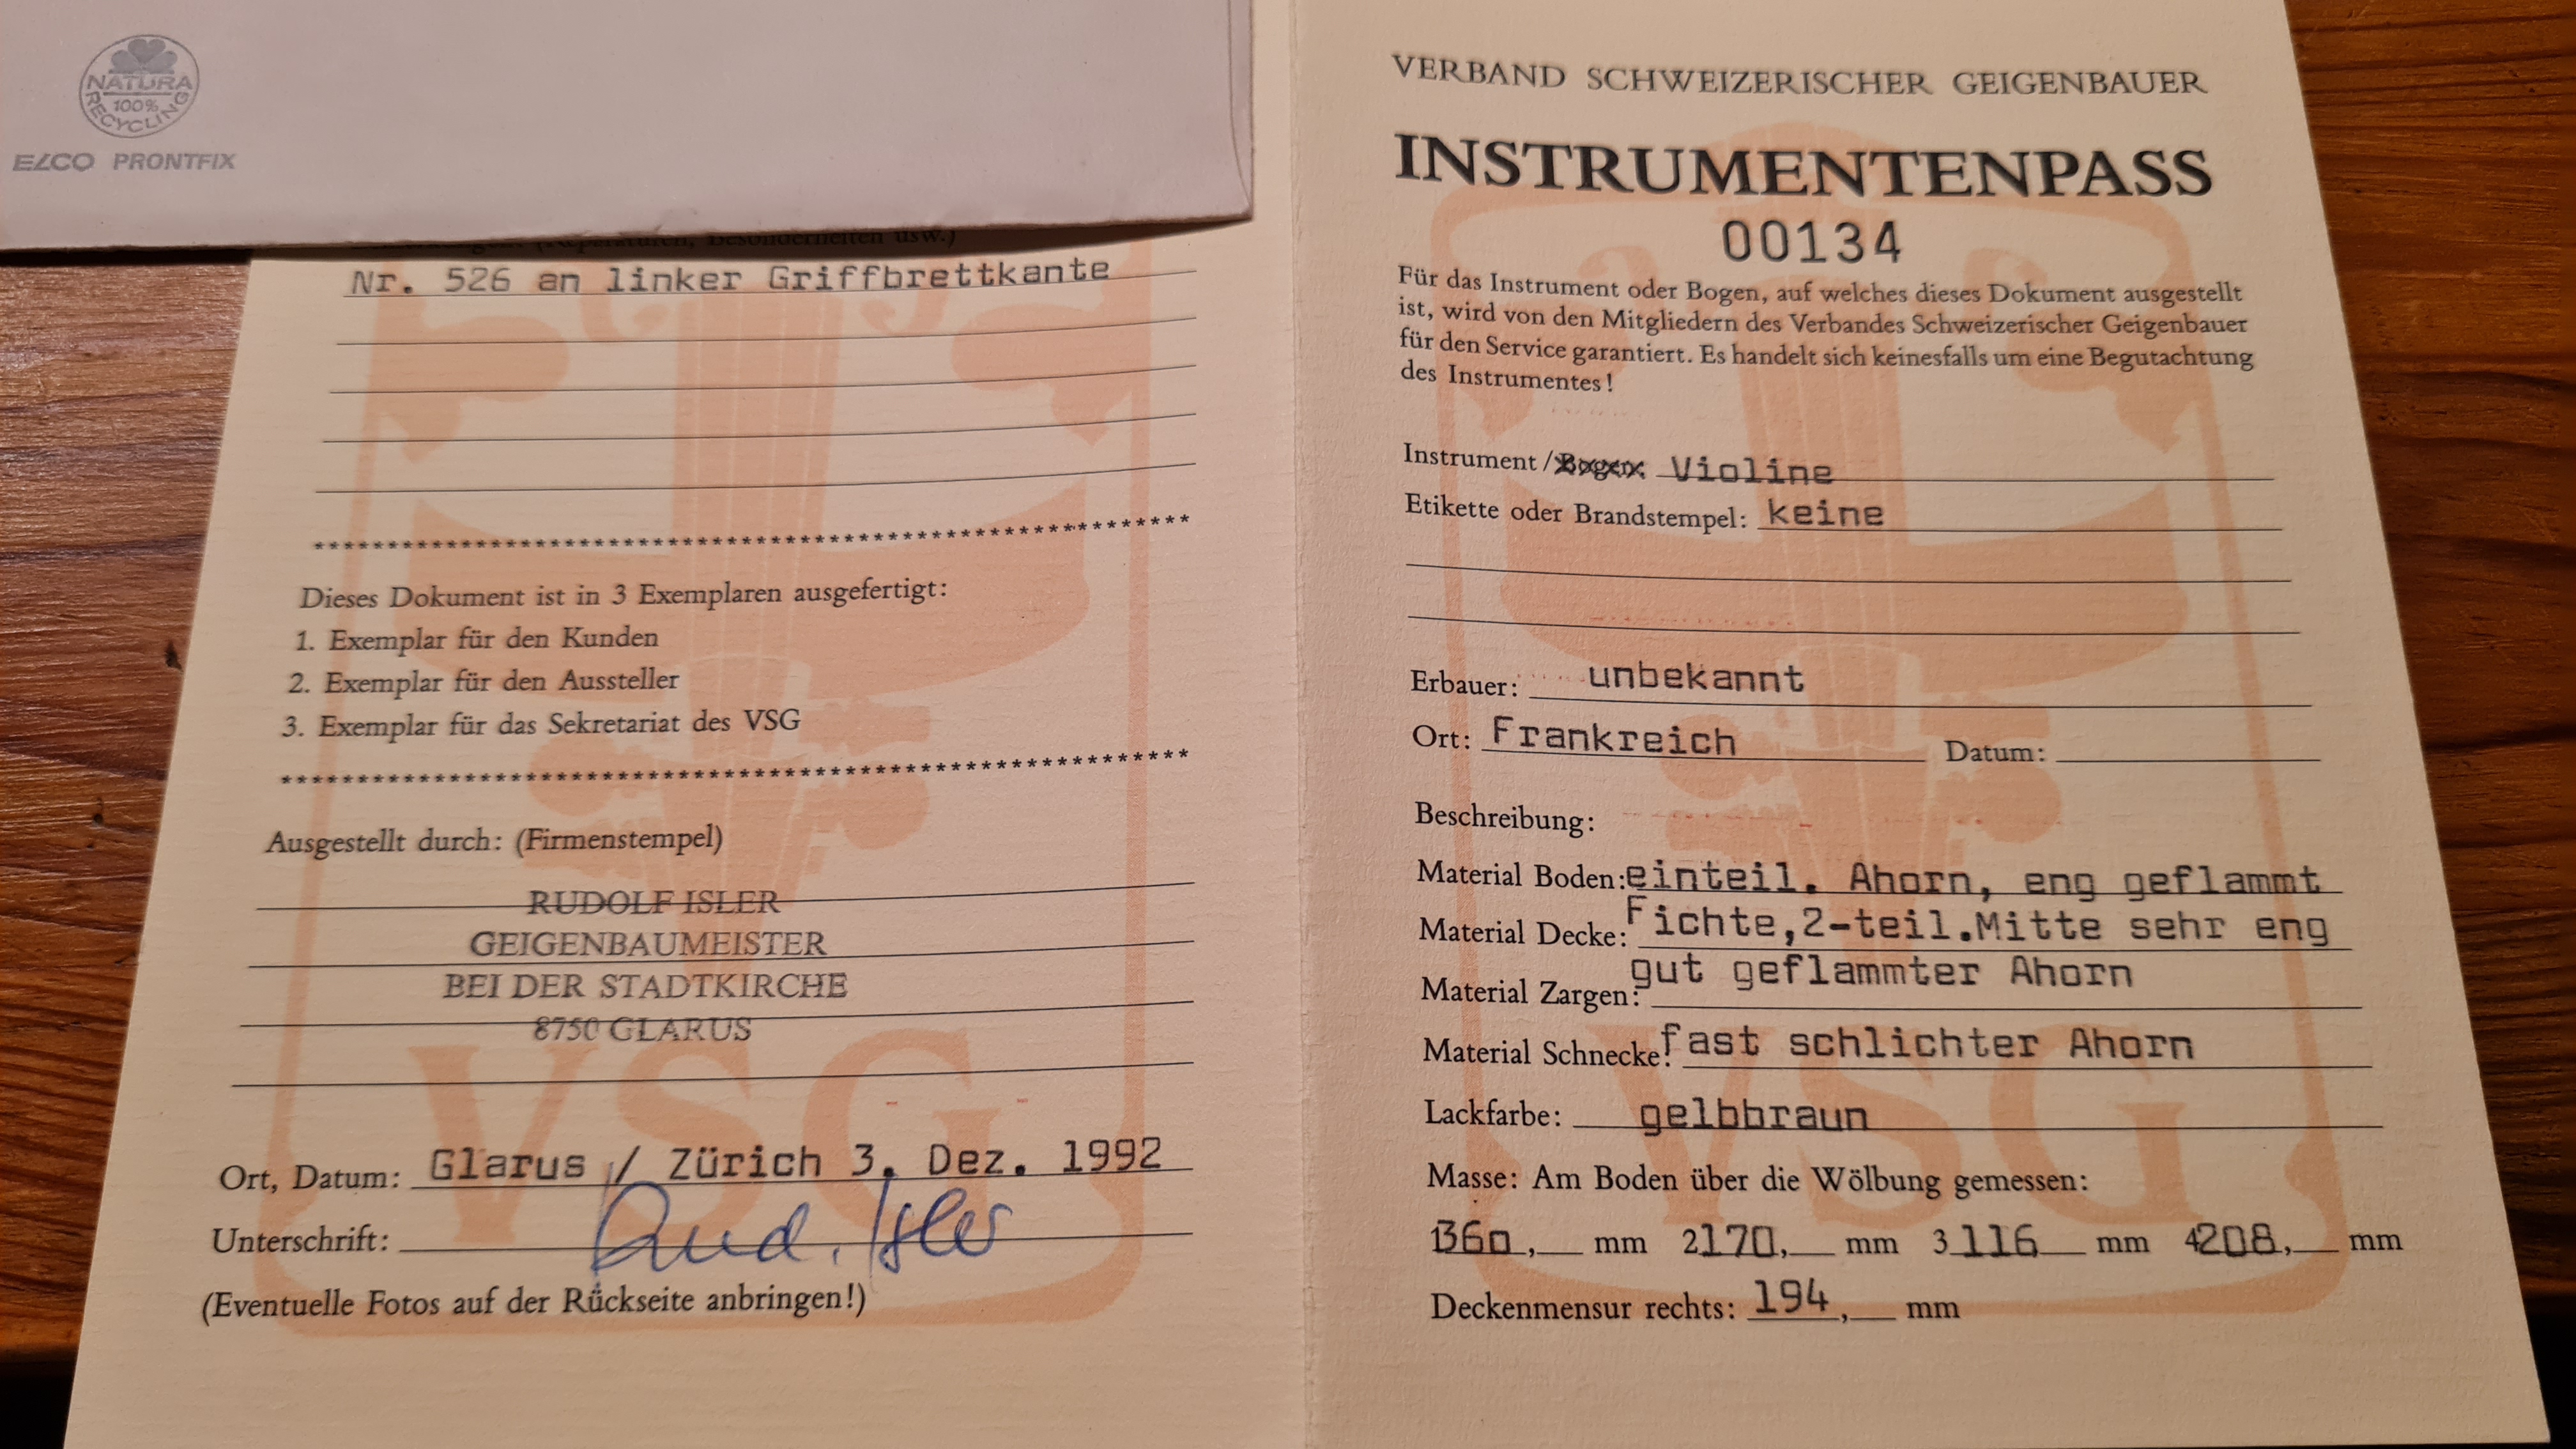 NATURA
100%
RECYCLING
ELCO PRONTFIX
(Reparaturen, Besonderheiten usw.)
Nr. 526 an linker Griffbrettkante
************************************************************
Dieses Dokument ist in 3 Exemplaren ausgefertigt:
1. Exemplar für den Kunden
2. Exemplar für den Aussteller
3. Exemplar für das Sekretariat des VSG
************************************************************
Ausgestellt durch: (Firmenstempel)
RUDOLF ISLER
GEIGENBAUMEISTER
BEI DER STADTKIRCHE
8750 GLARUS
VSG
Ort, Datum: Glarus / Zürich 3. Dez. 1992
Unterschrift: Rud. Isler
(Eventuelle Fotos auf der Rückseite anbringen!)
VERBAND SCHWEIZERISCHER GEIGENBAUER
INSTRUMENTENPASS
00134
Für das Instrument oder Bogen, auf welches dieses Dokument ausgestellt
ist, wird von den Mitgliedern des Verbandes Schweizerischer Geigenbauer
für den Service garantiert. Es handelt sich keinesfalls um eine Begutachtung
des Instrumentes!
Instrument/Bogen: Violine
Etikette oder Brandstempel: keine
Erbauer: unbekannt
Ort: Frankreich Datum:
Beschreibung:
Material Boden: einteil. Ahorn, eng geflammt
Material Decke: Fichte,2-teil.Mitte sehr eng
Material Zargen: gut geflammter Ahorn
Material Schnecke: fast schlichter Ahorn
Lackfarbe: gelbbraun
VSG
Masse: Am Boden über die Wölbung gemessen:
1 360, mm 2 170, mm 3 116 mm 4 208, mm
Deckenmensur rechts: 194, mm